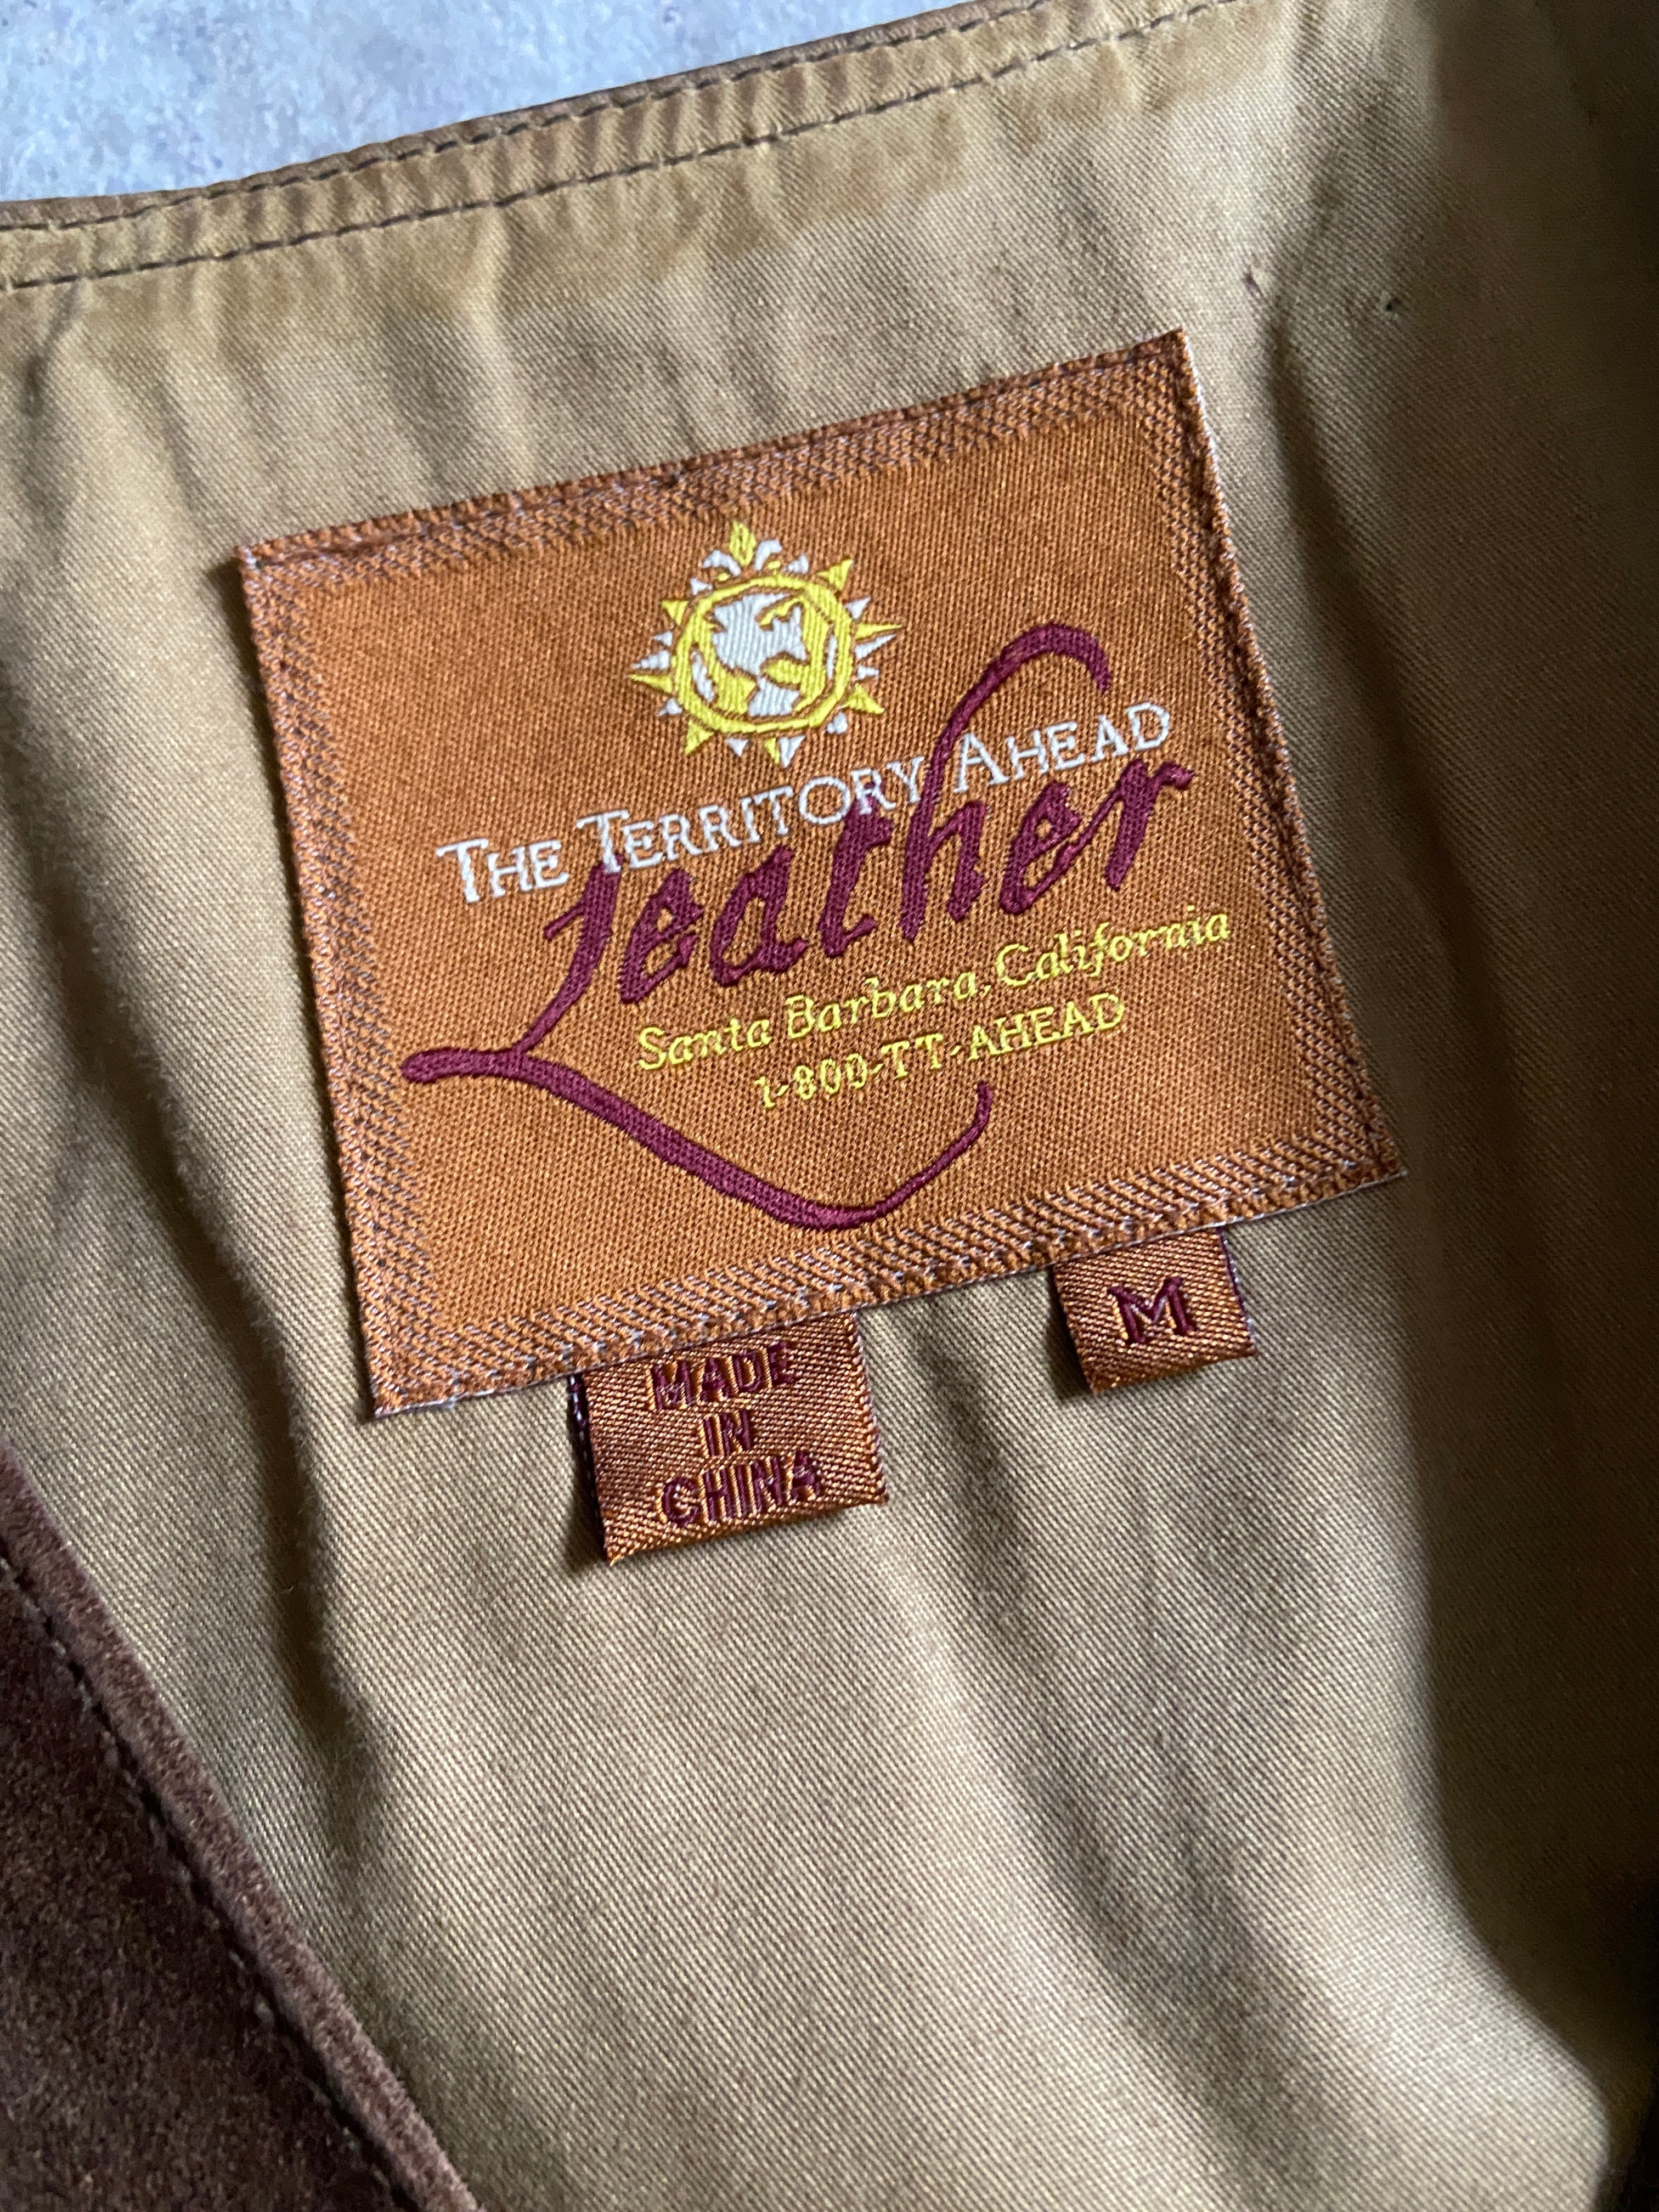 THE TERRITORY AHEAD
Leather
Santa Barbara, California
1-800-TT-AHEAD
M
MADE
IN
CHINA